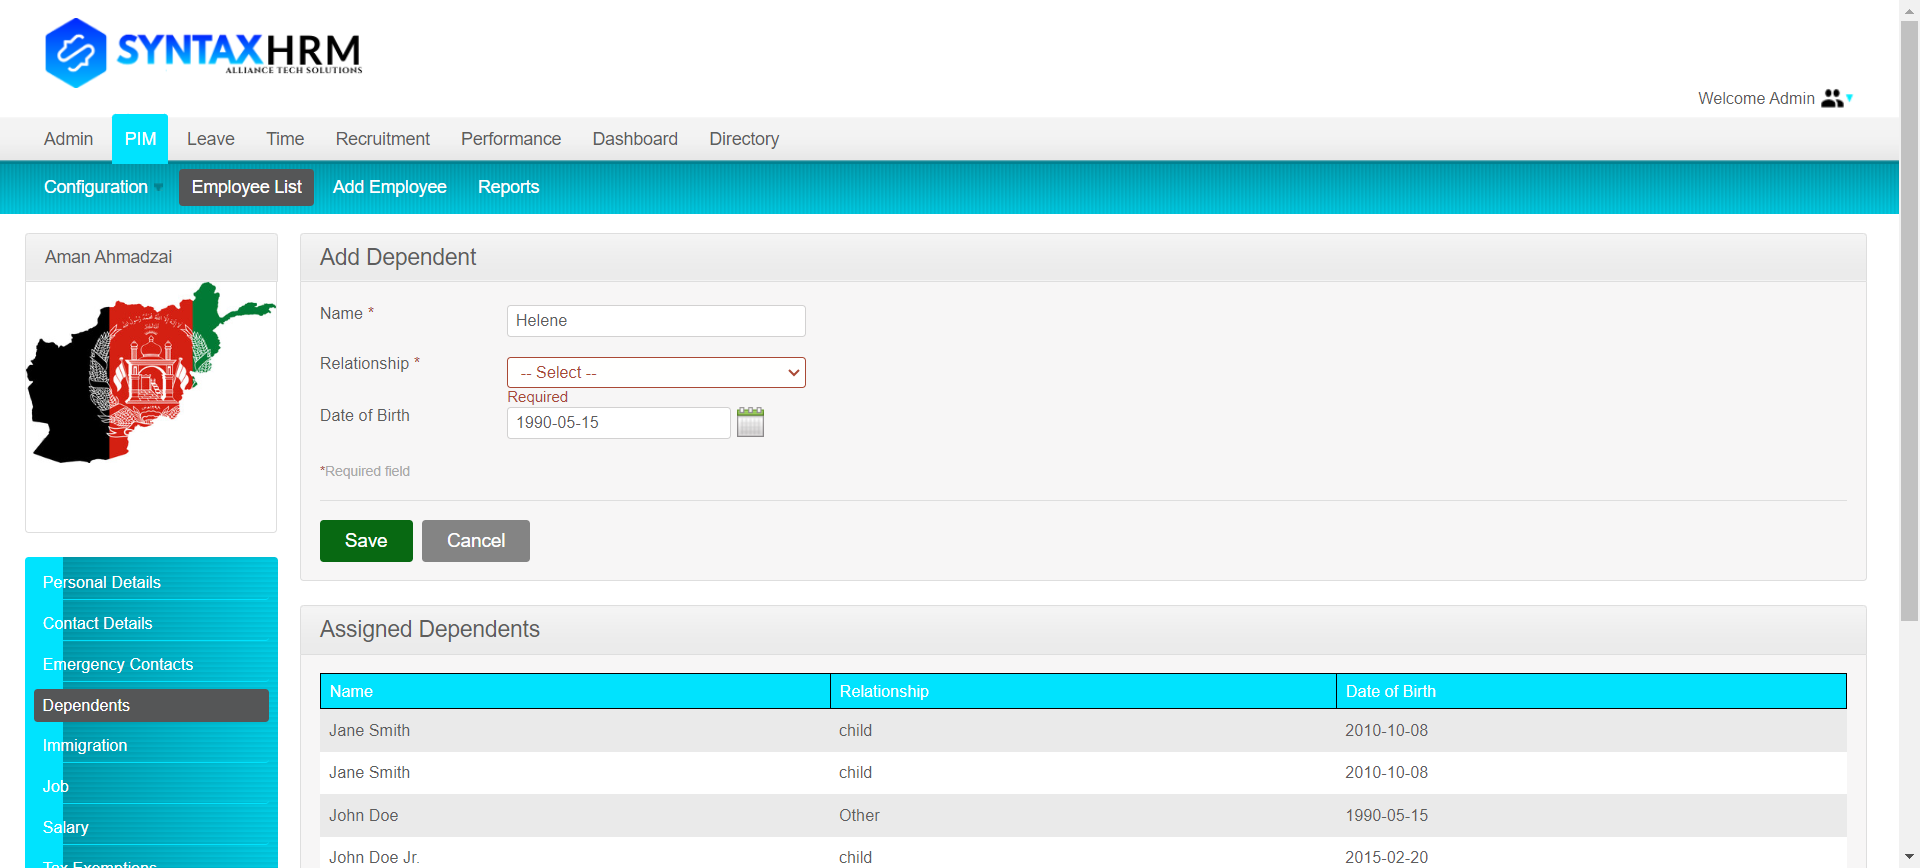 SYNTAXHRM
ALLIANCE TECH SOLUTIONS
Welcome Admin
Admin PIM Leave Time Recruitment Performance Dashboard Directory
Configuration Employee List Add Employee Reports
Aman Ahmadzai
Add Dependent
Name * Helene
Relationship * -- Select --
Required
Date of Birth 1990-05-15
*Required field
Save Cancel
Personal Details
Contact Details
Emergency Contacts
Dependents
Immigration
Job
Salary
Tax Exemptions
Assigned Dependents
Name Relationship Date of Birth
Jane Smith child 2010-10-08
Jane Smith child 2010-10-08
John Doe Other 1990-05-15
John Doe Jr. child 2015-02-20